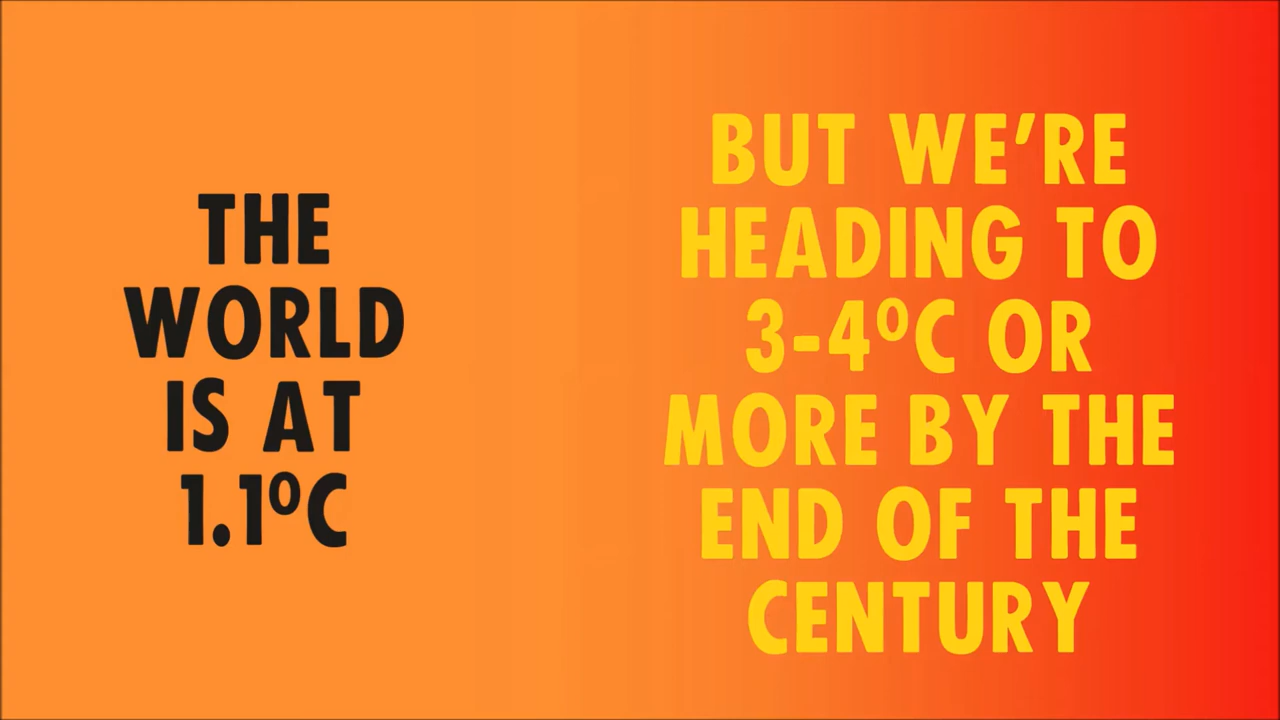 THE
WORLD
IS AT
1.1ºC
BUT WE’RE
HEADING TO
3-4ºC OR
MORE BY THE
END OF THE
CENTURY